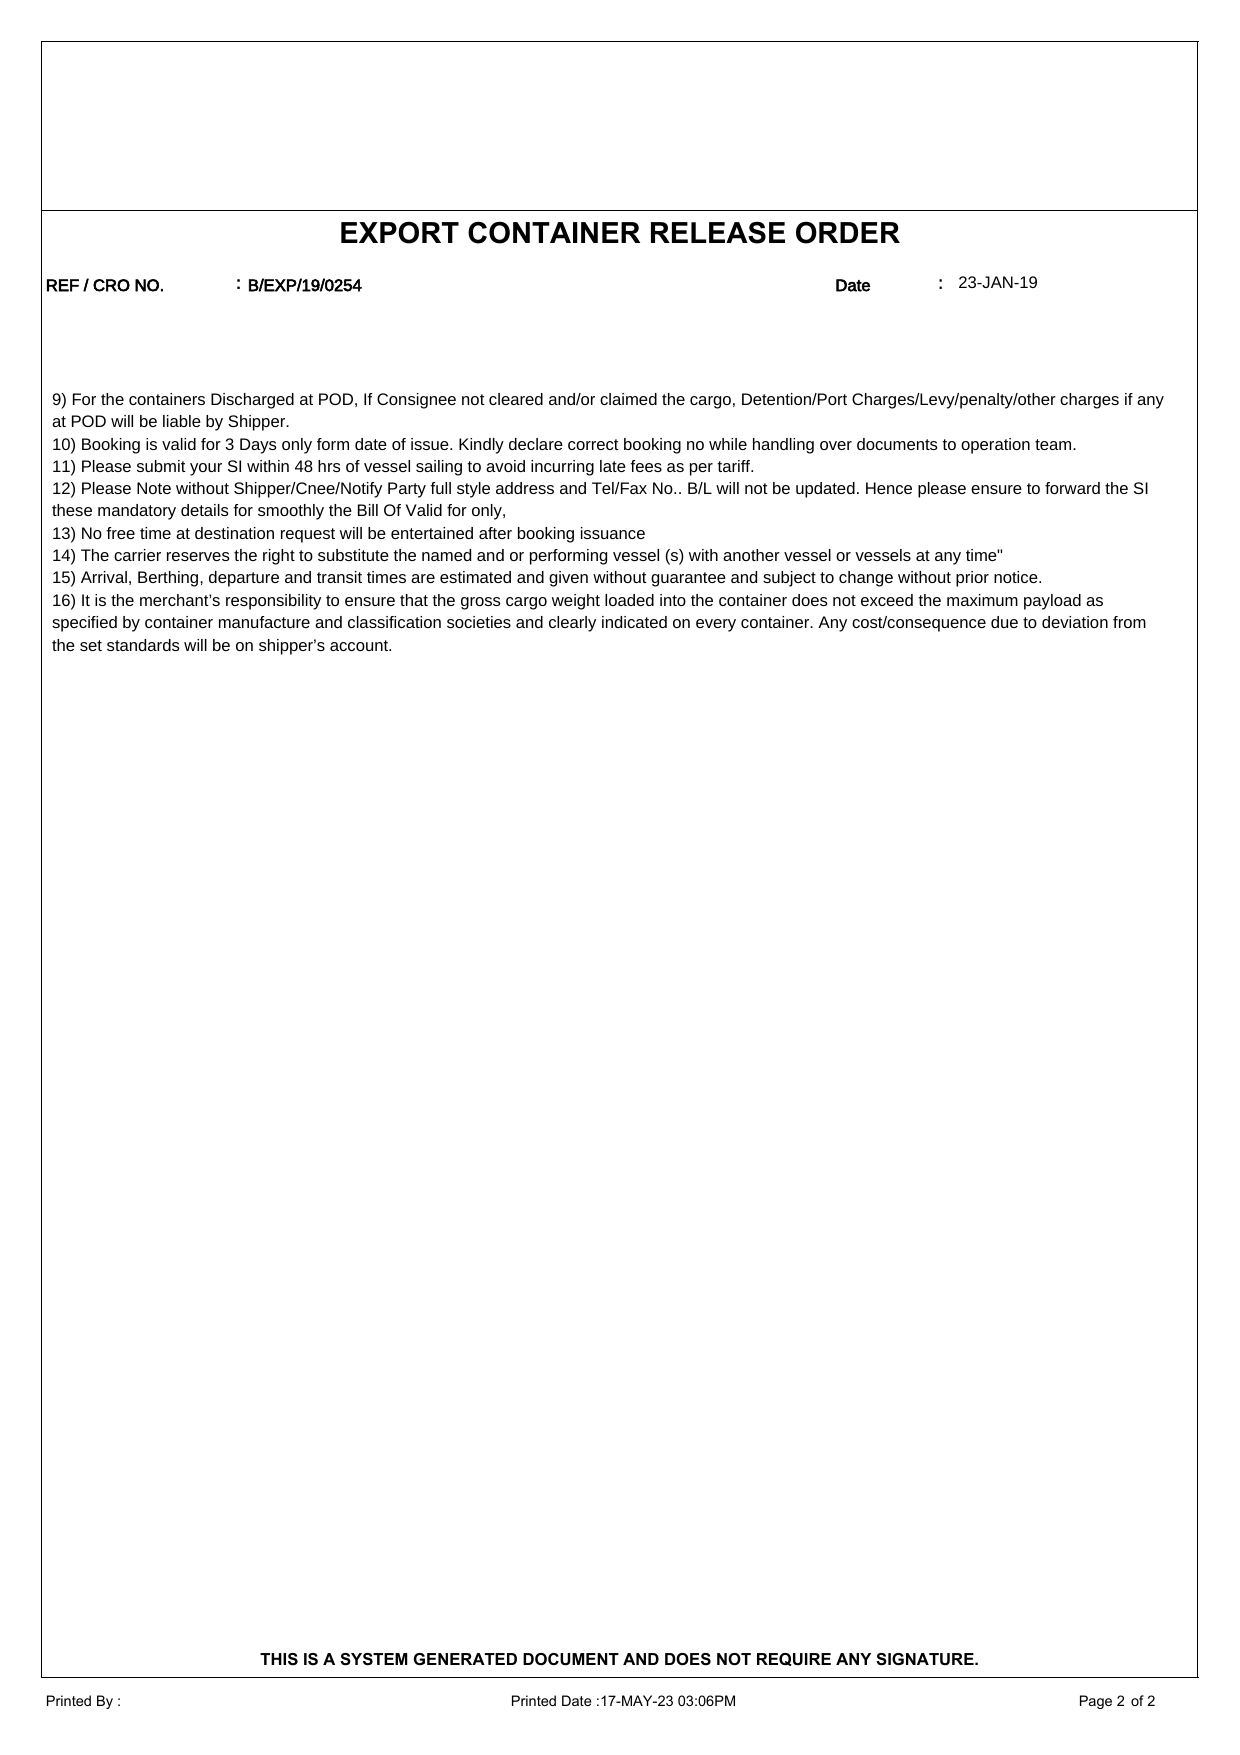 EXPORT CONTAINER RELEASE ORDER
REF / CRO NO. : B/EXP/19/0254 Date : 23-JAN-19
9) For the containers Discharged at POD, If Consignee not cleared and/or claimed the cargo, Detention/Port Charges/Levy/penalty/other charges if any
at POD will be liable by Shipper.
10) Booking is valid for 3 Days only form date of issue. Kindly declare correct booking no while handling over documents to operation team.
11) Please submit your SI within 48 hrs of vessel sailing to avoid incurring late fees as per tariff.
12) Please Note without Shipper/Cnee/Notify Party full style address and Tel/Fax No.. B/L will not be updated. Hence please ensure to forward the SI
these mandatory details for smoothly the Bill Of Valid for only,
13) No free time at destination request will be entertained after booking issuance
14) The carrier reserves the right to substitute the named and or performing vessel (s) with another vessel or vessels at any time"
15) Arrival, Berthing, departure and transit times are estimated and given without guarantee and subject to change without prior notice.
16) It is the merchant’s responsibility to ensure that the gross cargo weight loaded into the container does not exceed the maximum payload as
specified by container manufacture and classification societies and clearly indicated on every container. Any cost/consequence due to deviation from
the set standards will be on shipper’s account.
THIS IS A SYSTEM GENERATED DOCUMENT AND DOES NOT REQUIRE ANY SIGNATURE.
Printed By : Printed Date :17-MAY-23 03:06PM Page 2 of 2